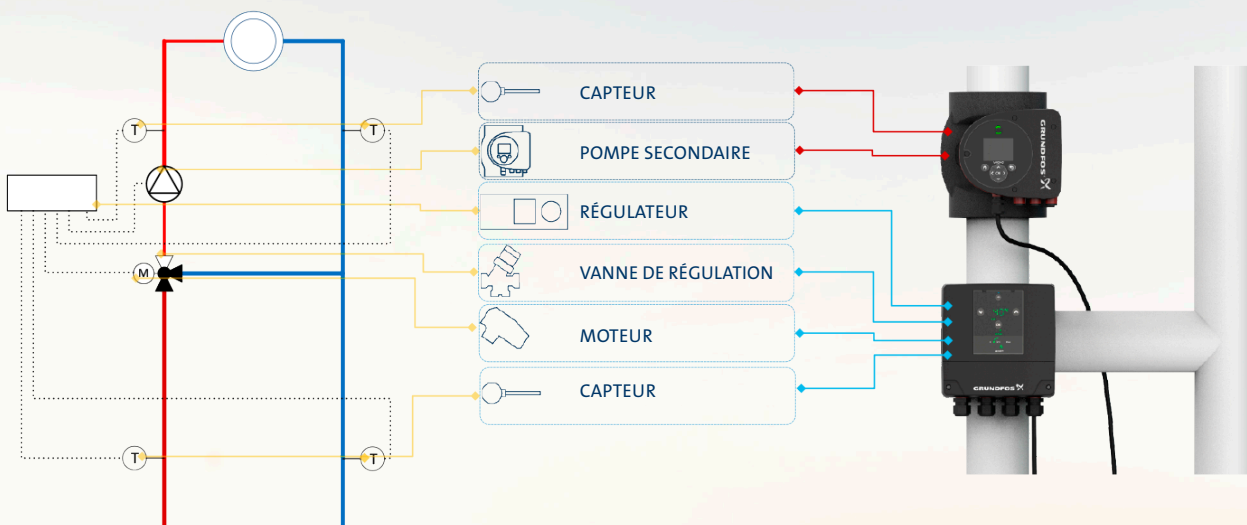 CAPTEUR
POMPE SECONDAIRE
RÉGULATEUR
VANNE DE RÉGULATION
MOTEUR
CAPTEUR
T
T
M
T
T
GRUNDFOS
GRUNDFOS